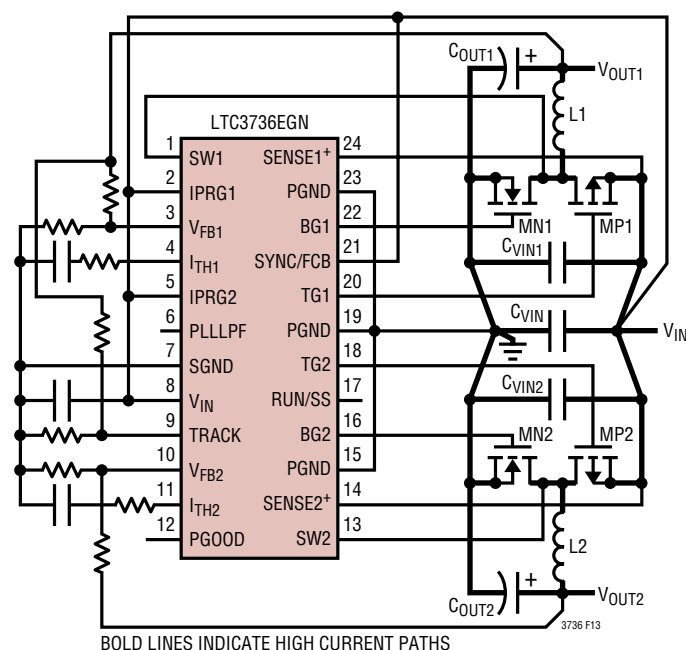 COUT1
+
VOUT1
L1
LTC3736EGN
1 SW1 SENSE1+ 24
2 IPRG1 PGND 23
3 VFB1 BG1 22
4 ITH1 SYNC/FCB 21
5 IPRG2 TG1 20
6 PLLLPF PGND 19
7 SGND TG2 18
8 VIN RUN/SS 17
9 TRACK BG2 16
10 VFB2 PGND 15
11 ITH2 SENSE2+ 14
12 PGOOD SW2 13
MN1 MP1
CVIN1
CVIN
VIN
CVIN2
MN2 MP2
L2
COUT2
+
VOUT2
3736 F13
BOLD LINES INDICATE HIGH CURRENT PATHS